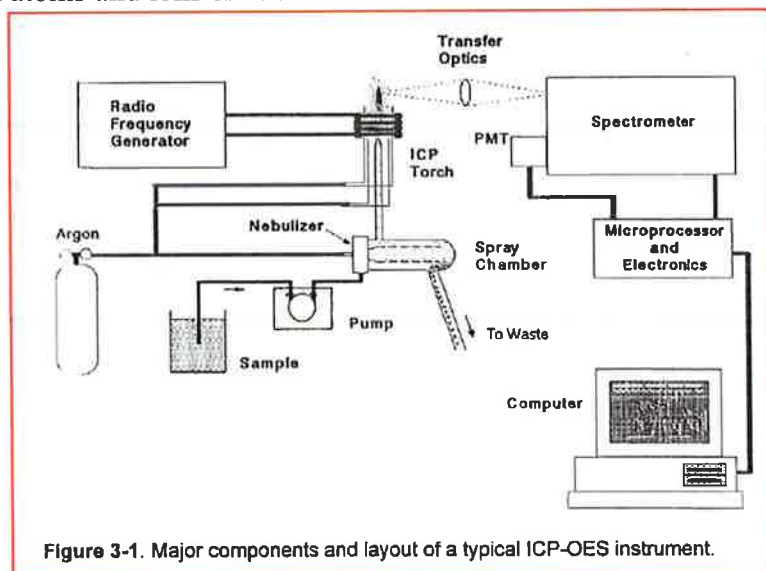 Transfer
Optics
Radio
Frequency
Generator
Spectrometer
PMT
ICP
Torch
Argon
Nebulizer
Spray
Chamber
Microprocessor
and
Electronics
Pump
To Waste
Sample
Computer
Figure 3-1. Major components and layout of a typical ICP-OES instrument.